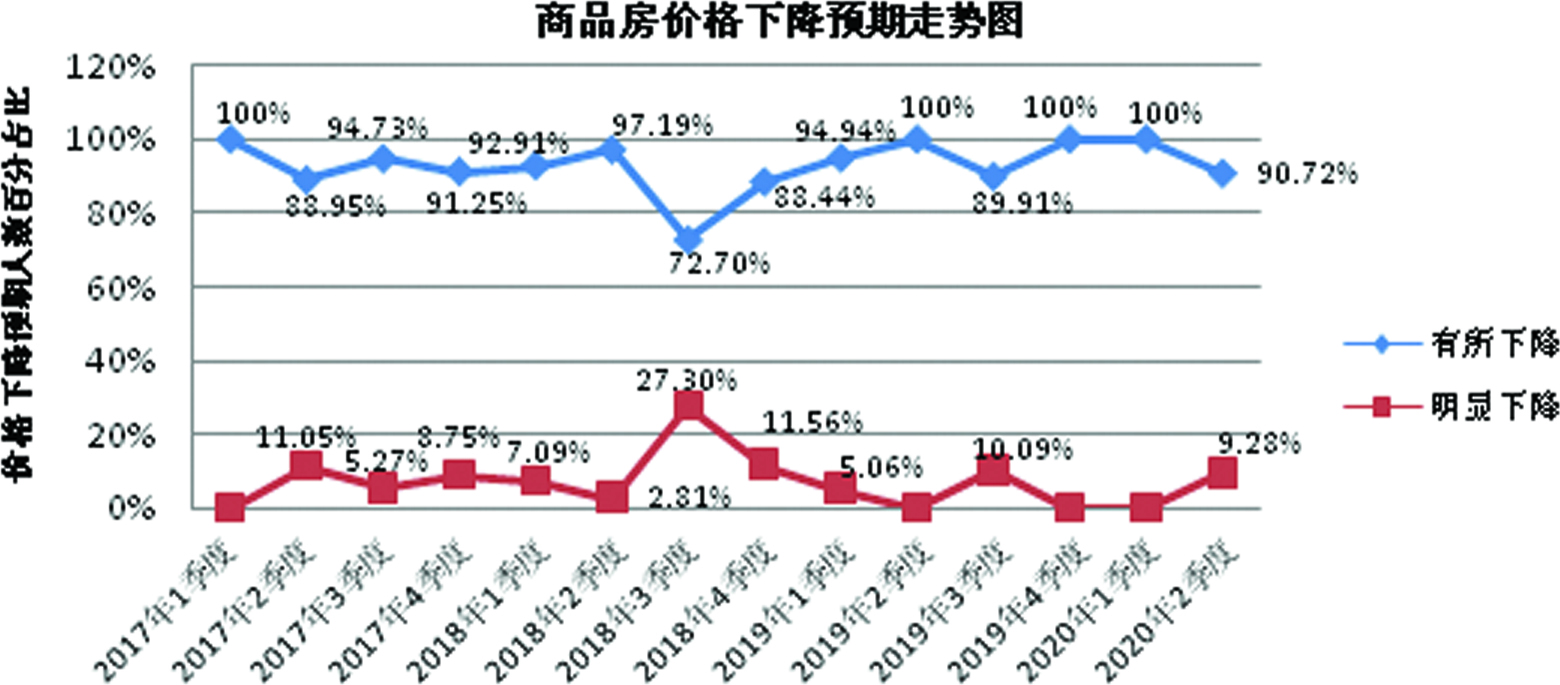 商品房价格下降预期走势图
价格下降预期人数百分占比
120%
100%
80%
60%
40%
20%
0%
100%
88.95%
94.73%
91.25%
92.91%
97.19%
72.70%
88.44%
94.94%
100%
89.91%
100%
100%
90.72%
11.05%
5.27%
8.75%
7.09%
2.81%
27.30%
11.56%
5.06%
10.09%
9.28%
有所下降
明显下降
2017年1季度
2017年2季度
2017年3季度
2017年4季度
2018年1季度
2018年2季度
2018年3季度
2018年4季度
2019年1季度
2019年2季度
2019年3季度
2019年4季度
2020年1季度
2020年2季度